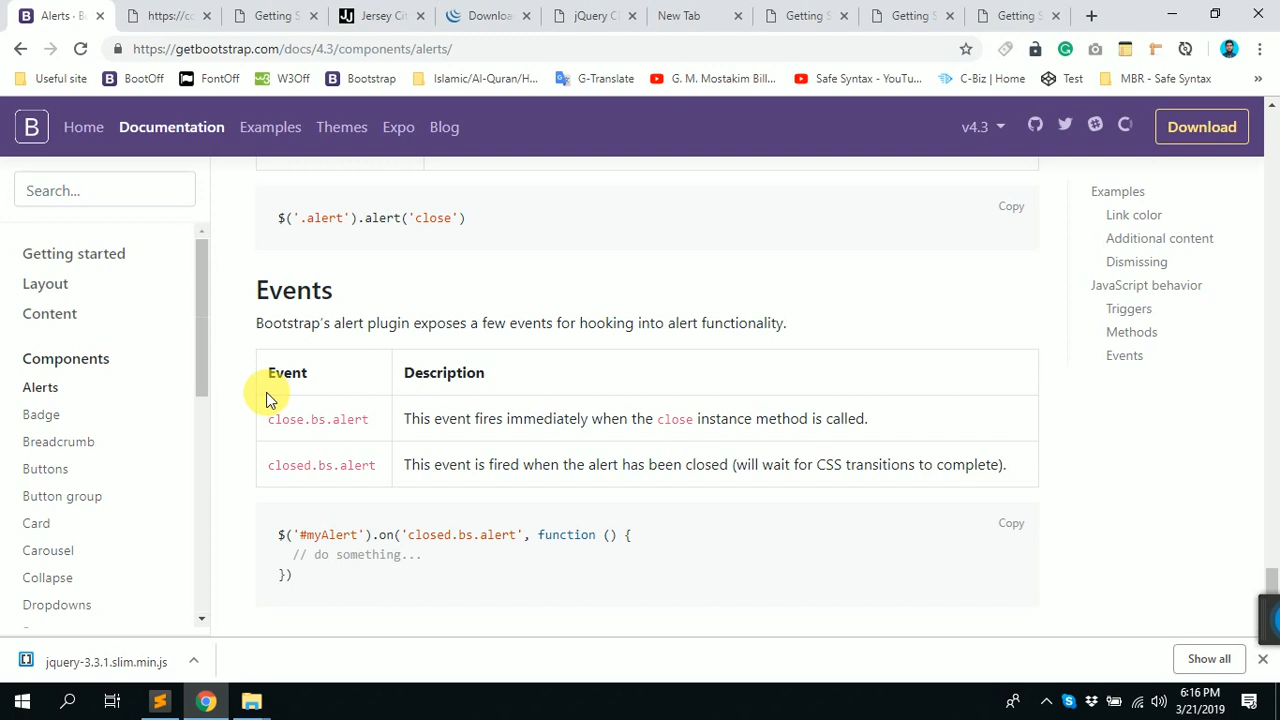 Alerts · Bo
https://cc
Getting S
Jersey Cit
Downloa
jQuery Cl
New Tab
Getting S
Getting S
Getting S
https://getbootstrap.com/docs/4.3/components/alerts/
Useful site
BootOff
FontOff
W3Off
Bootstrap
Islamic/Al-Quran/H...
G-Translate
G. M. Mostakim Bill...
Safe Syntax - YouTu...
C-Biz | Home
Test
MBR - Safe Syntax
»
B
Home
Documentation
Examples
Themes
Expo
Blog
v4.3
Download
Search...
Getting started
Layout
Content
Components
Alerts
Badge
Breadcrumb
Buttons
Button group
Card
Carousel
Collapse
Dropdowns
$('.alert').alert('close')
Copy
Events
Bootstrap's alert plugin exposes a few events for hooking into alert functionality.
Event Description
close.bs.alert This event fires immediately when the close instance method is called.
closed.bs.alert This event is fired when the alert has been closed (will wait for CSS transitions to complete).
$('#myAlert').on('closed.bs.alert', function () {
// do something...
})
Copy
Examples
Link color
Additional content
Dismissing
JavaScript behavior
Triggers
Methods
Events
jquery-3.3.1.slim.min.js
Show all
6:16 PM
3/21/2019